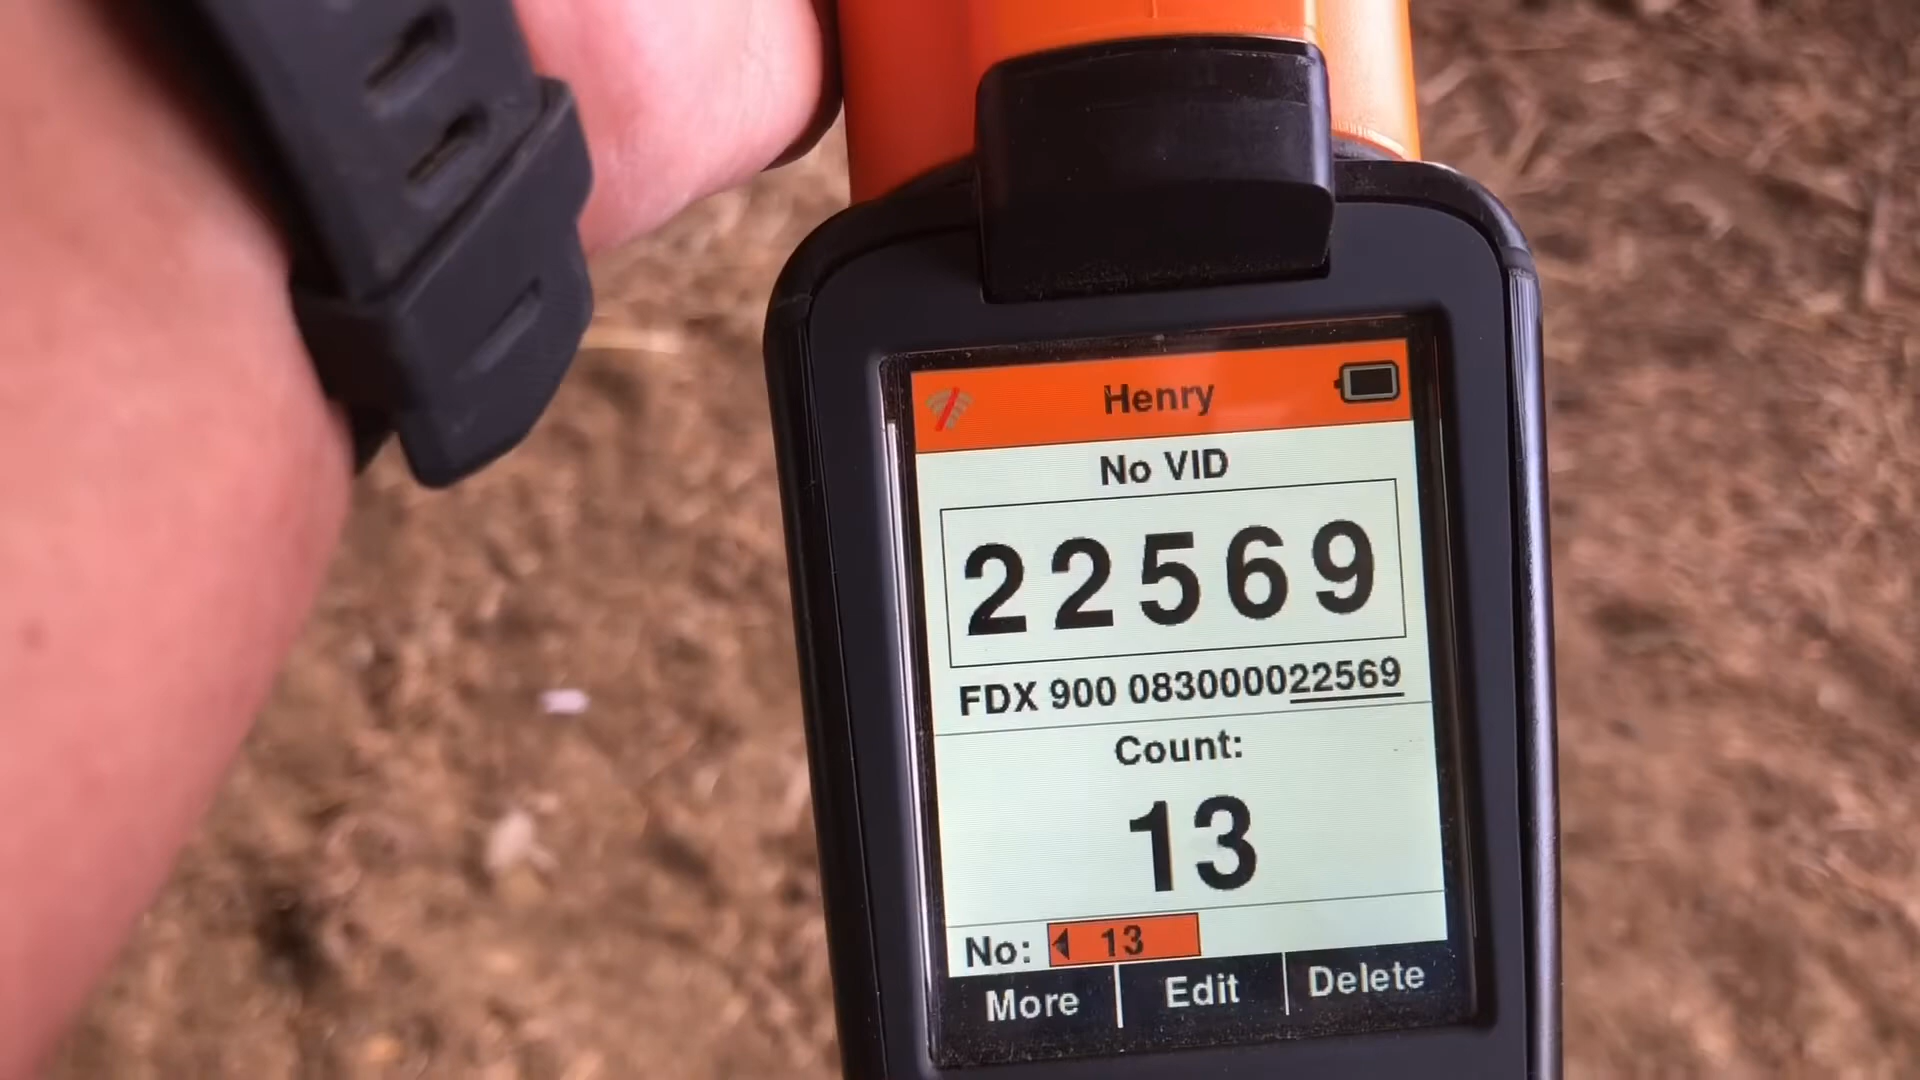 Henry
No VID
22569
FDX 900 083000022569
Count:
13
No: 13
More Edit Delete